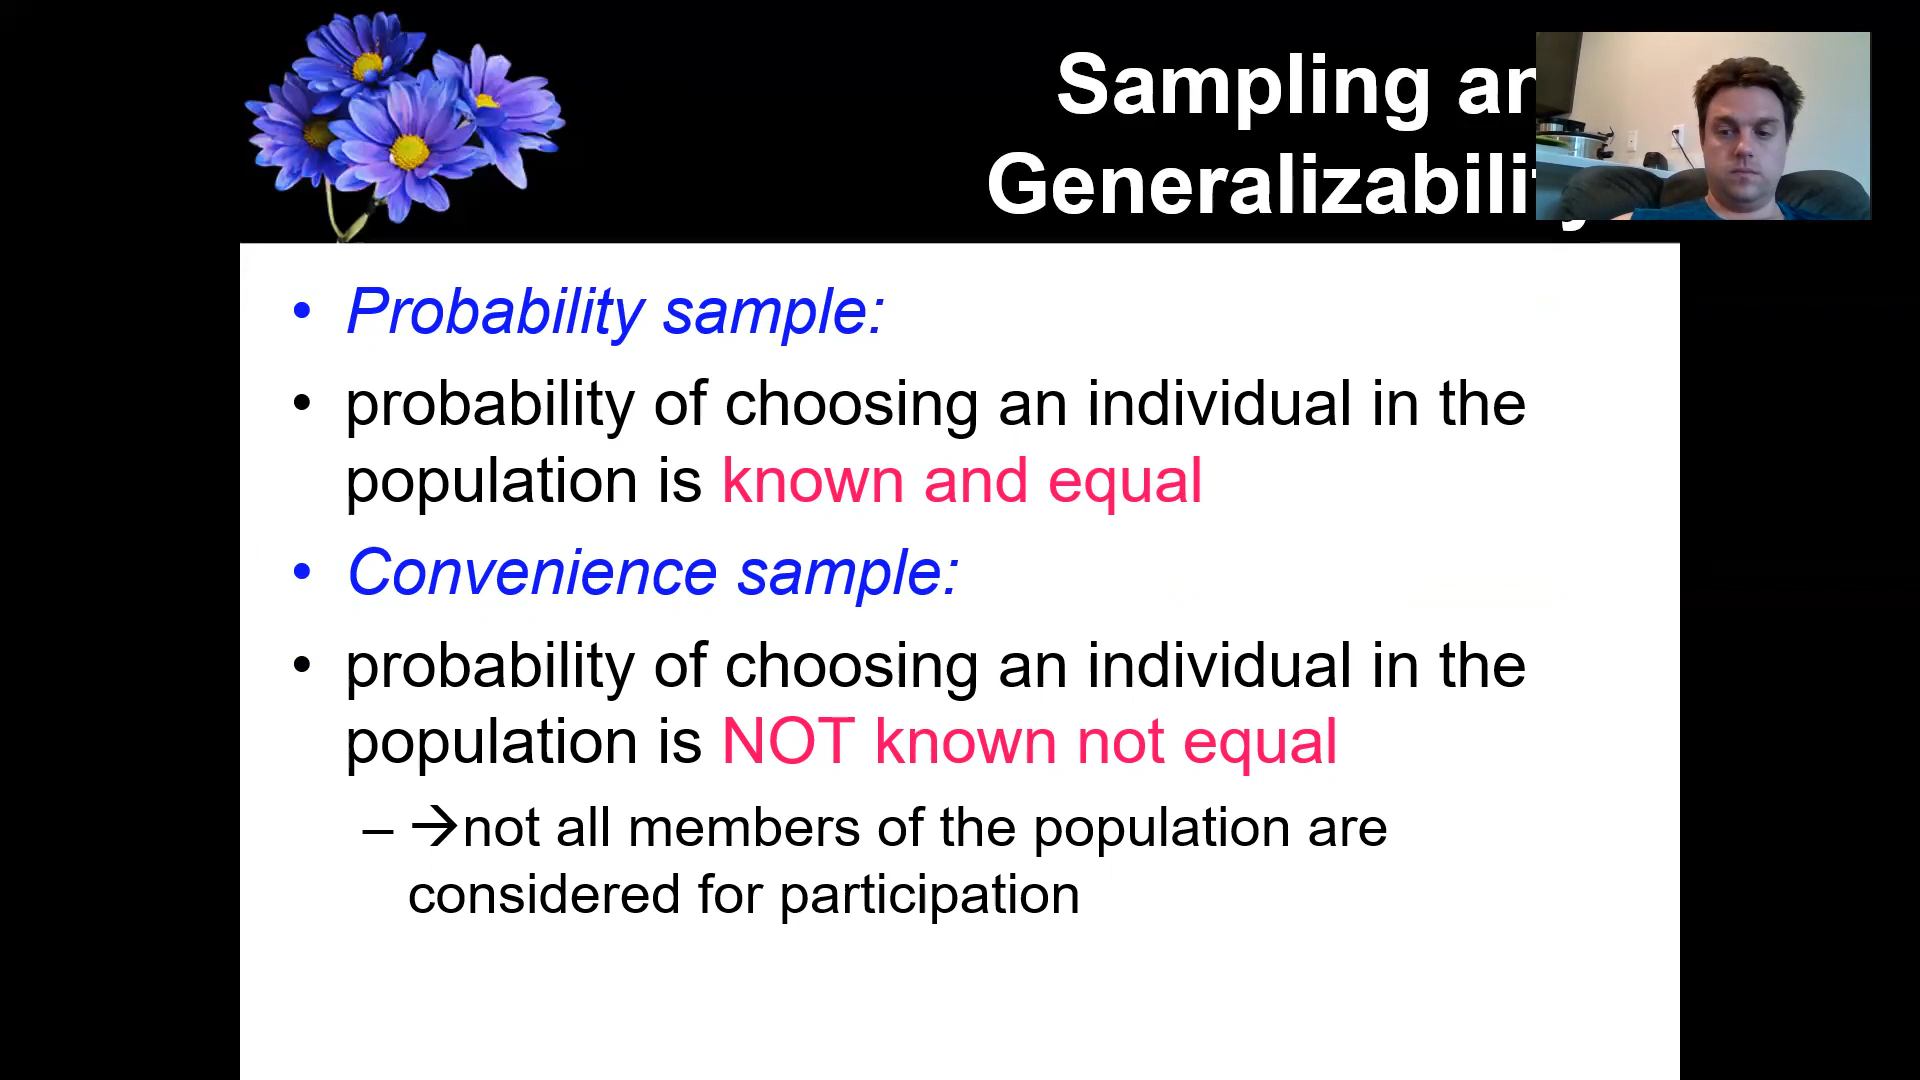 Sampling an
Generalizability
• Probability sample:
• probability of choosing an individual in the
population is known and equal
• Convenience sample:
• probability of choosing an individual in the
population is NOT known not equal
– →not all members of the population are
considered for participation